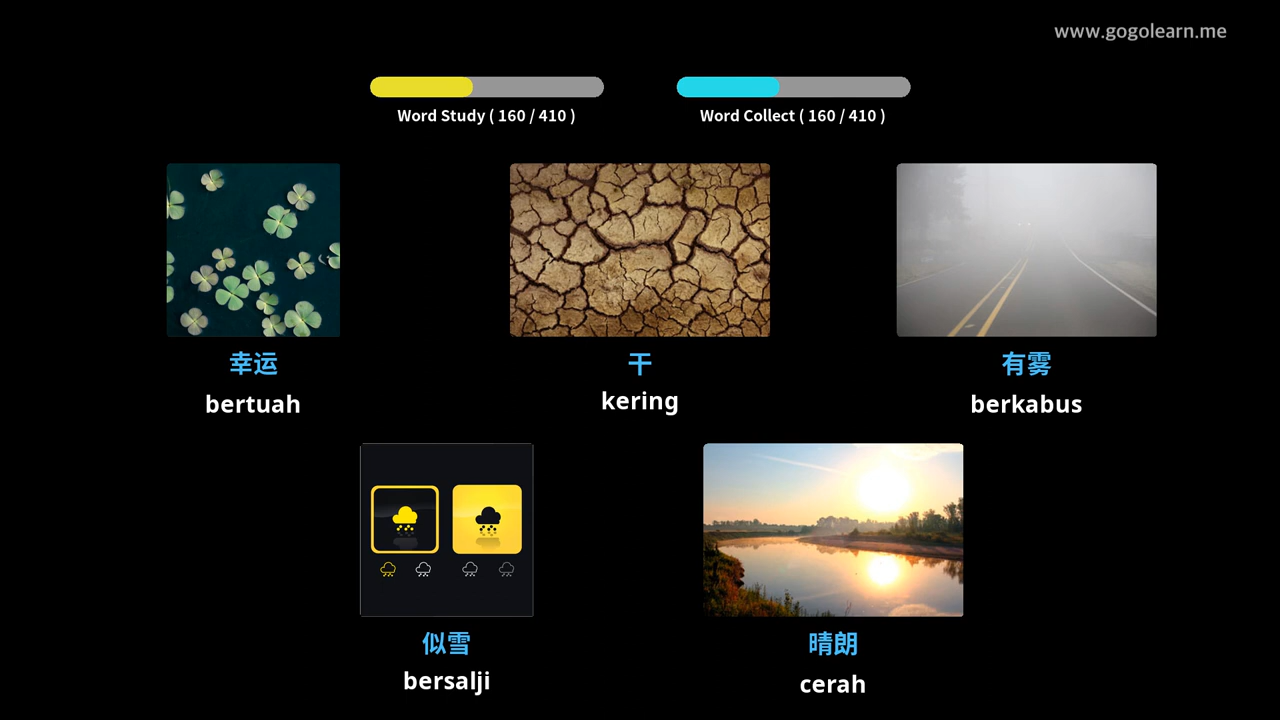 www.gogolearn.me
Word Study ( 160 / 410 )
Word Collect ( 160 / 410 )
幸运
干
有雾
bertuah
kering
berkabus
似雪
晴朗
bersalji
cerah